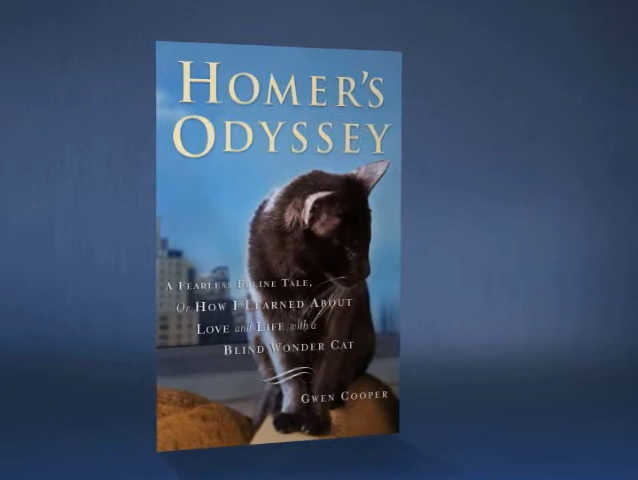 HOMER'S
ODYSSEY
A FEARLESS FELINE TALE,
Or HOW I LEARNED ABOUT
LOVE and LIFE with a
BLIND WONDER CAT
GWEN COOPER